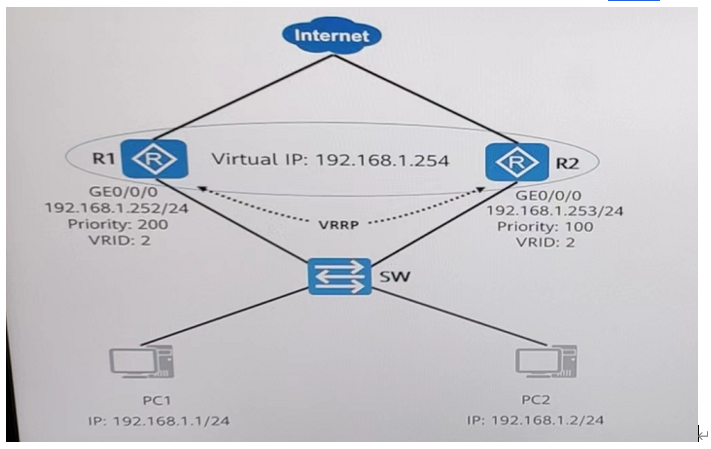 Internet
R1
Virtual IP: 192.168.1.254
R2
GE0/0/0
192.168.1.252/24
Priority: 200
VRID: 2
VRRP
GE0/0/0
192.168.1.253/24
Priority: 100
VRID: 2
SW
PC1
IP: 192.168.1.1/24
PC2
IP: 192.168.1.2/24